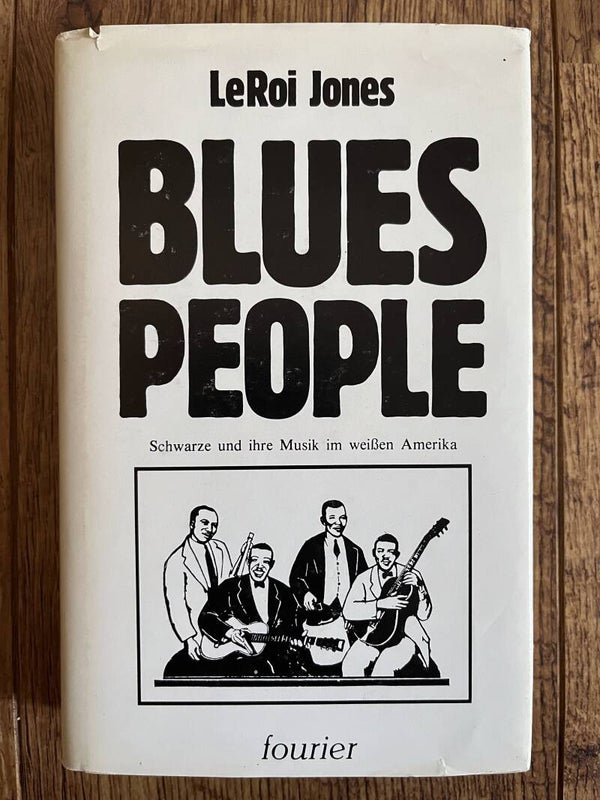 LeRoi Jones
BLUES
PEOPLE
Schwarze und ihre Musik im weißen Amerika
fourier